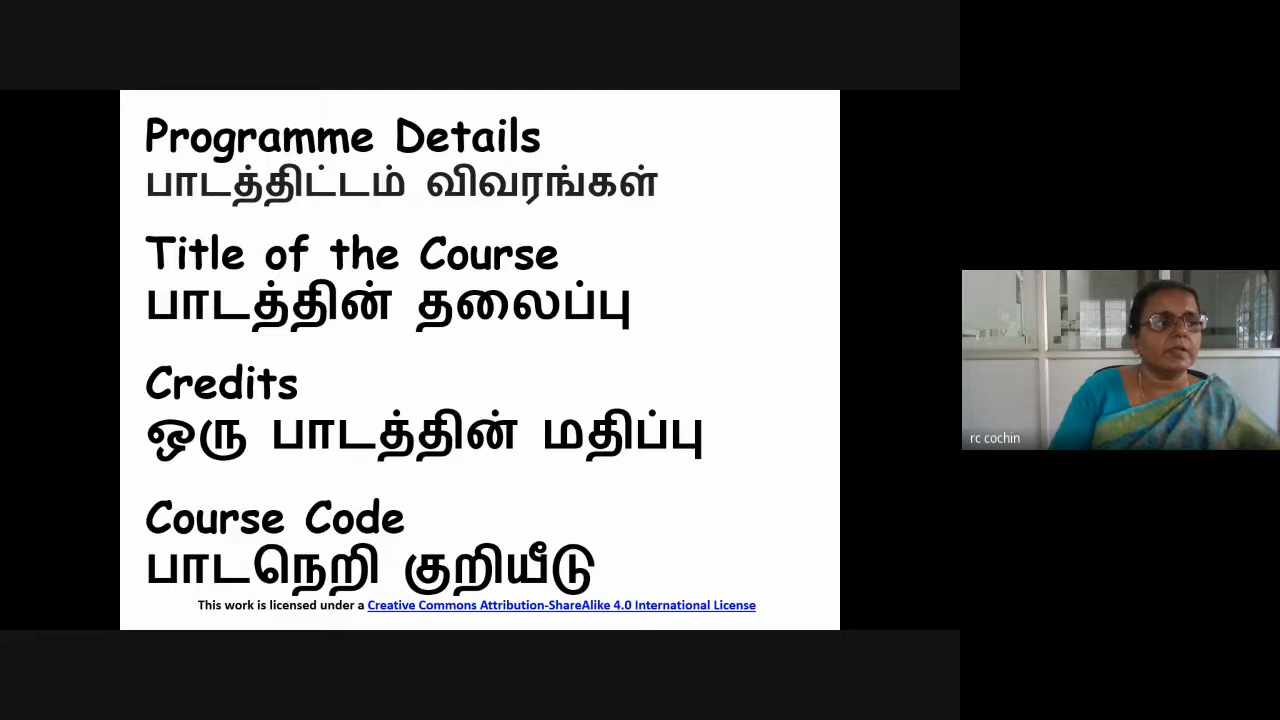 Programme Details
பாடத்திட்டம் விவரங்கள்
Title of the Course
பாடத்தின் தலைப்பு
Credits
ஒரு பாடத்தின் மதிப்பு
Course Code
பாடநெறி குறியீடு
This work is licensed under a Creative Commons Attribution-ShareAlike 4.0 International License
rc cochin